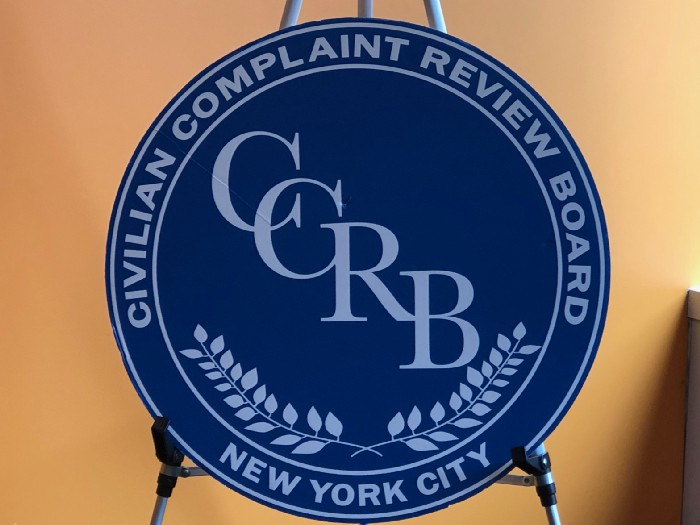 CIVILIAN COMPLAINT REVIEW BOARD
CCRB
NEW YORK CITY